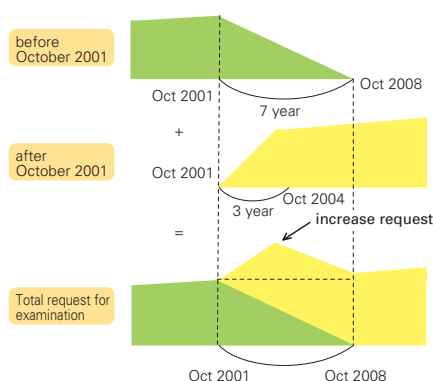 before
October 2001
Oct 2001
Oct 2008
7 year
+
after
October 2001
Oct 2001
Oct 2004
3 year
increase request
=
Total request for
examination
Oct 2001
Oct 2008